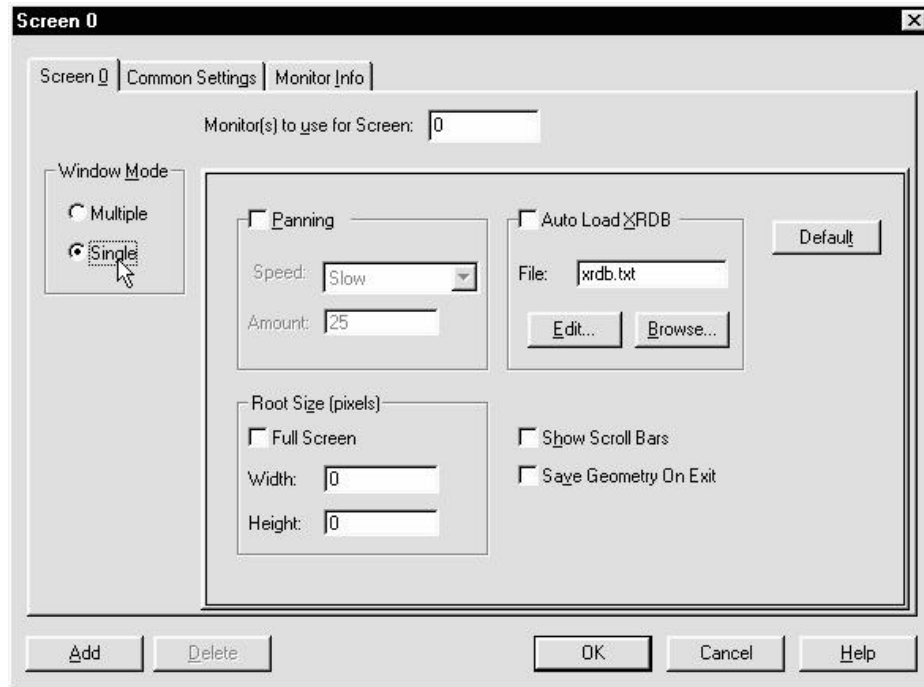 Screen 0
Screen 0 Common Settings Monitor Info
Monitor(s) to use for Screen: 0
Window Mode
Multiple
Single
Panning
Speed: Slow
Amount: 25
Auto Load XRDB
File: xrdb.txt
Edit... Browse...
Default
Root Size (pixels)
Full Screen
Width: 0
Height: 0
Show Scroll Bars
Save Geometry On Exit
Add Delete OK Cancel Help